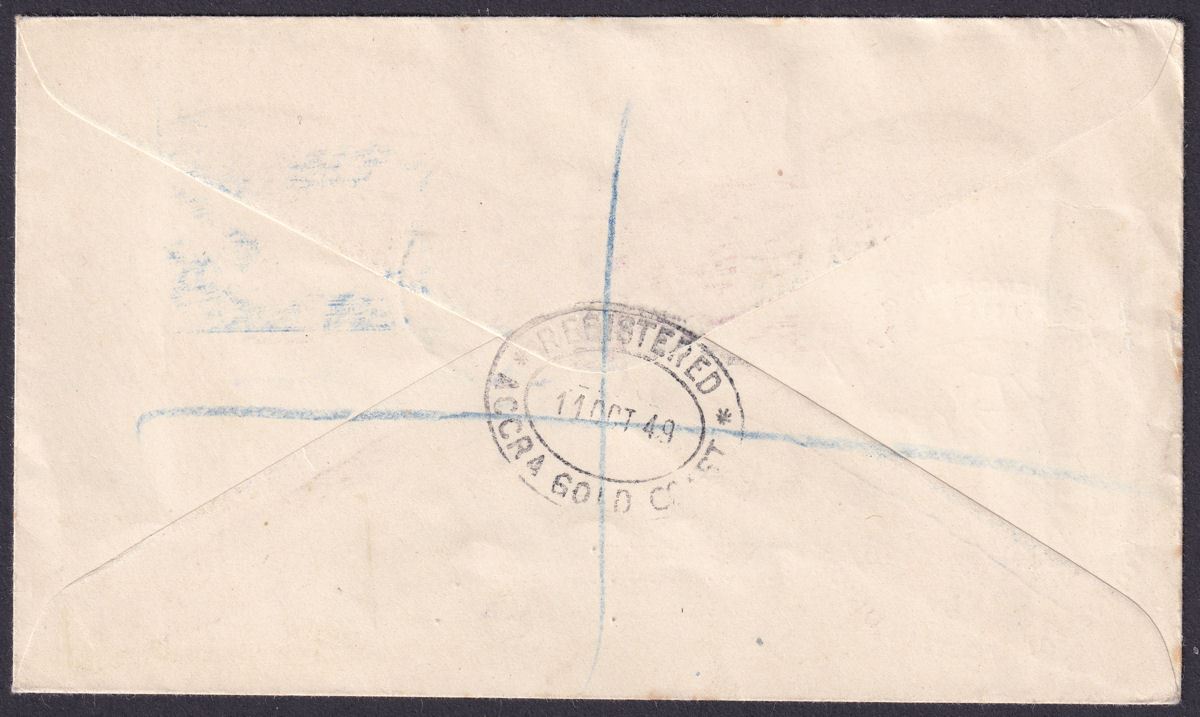 * REGISTERED *
11 OCT 49
ACCRA GOLD COAST